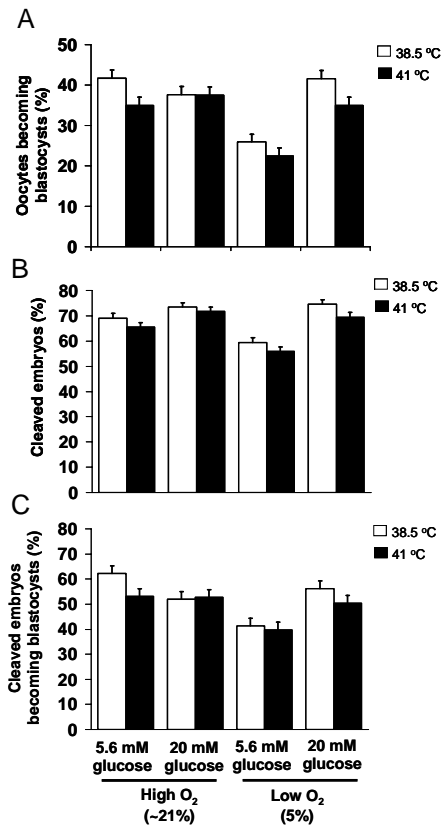 A
Oocytes becoming
blastocysts (%)
50
40
30
20
10
0
38.5 ºC
41 ºC
B
Cleaved embryos (%)
80
70
60
50
40
30
20
10
0
38.5 ºC
41 ºC
C
Cleaved embryos
becoming blastocysts (%)
80
70
60
50
40
30
20
10
0
38.5 ºC
41 ºC
5.6 mM 20 mM 5.6 mM 20 mM
glucose glucose glucose glucose
High O₂ Low O₂
(~21%) (5%)